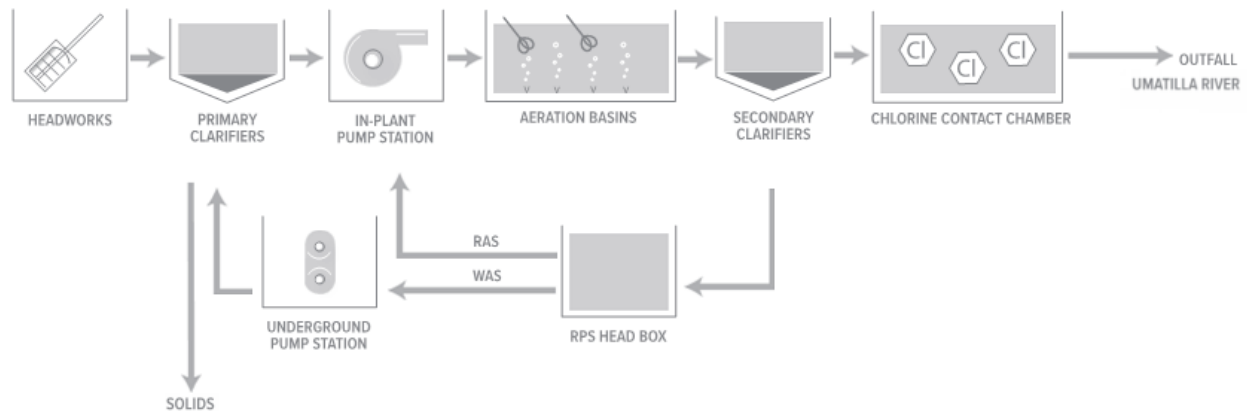 Cl
Cl
Cl
OUTFALL
UMATILLA RIVER
HEADWORKS
PRIMARY
CLARIFIERS
IN-PLANT
PUMP STATION
AERATION BASINS
SECONDARY
CLARIFIERS
CHLORINE CONTACT CHAMBER
RAS
WAS
UNDERGROUND
PUMP STATION
RPS HEAD BOX
SOLIDS